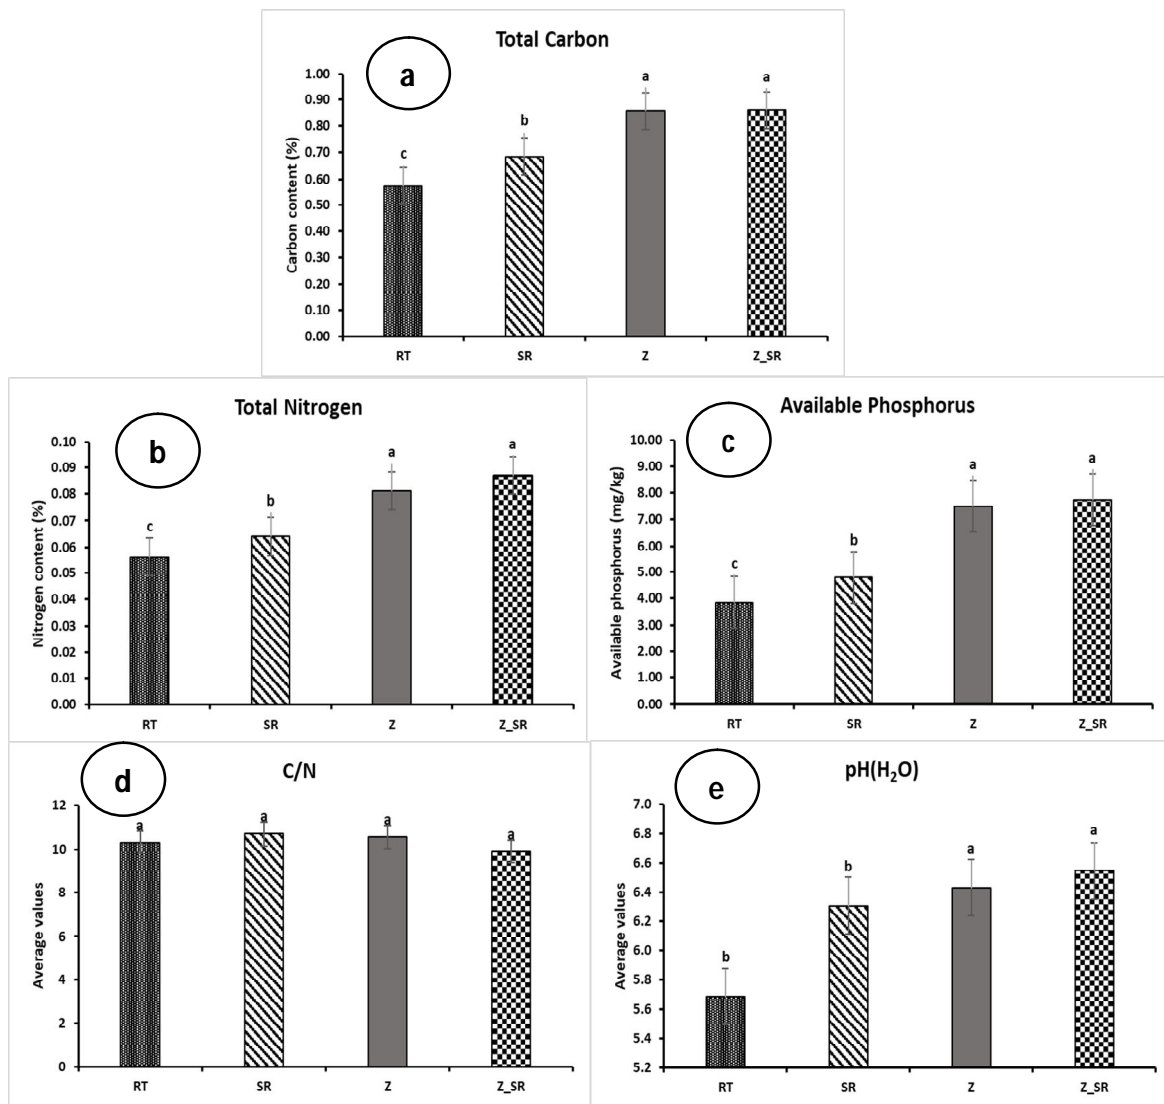 Total Carbon
a
Carbon content (%)
1.00
0.90
0.80
0.70
0.60
0.50
0.40
0.30
0.20
0.10
0.00
c
b
a
a
RT SR Z Z_SR
Total Nitrogen
b
Nitrogen content (%)
0.10
0.09
0.08
0.07
0.06
0.05
0.04
0.03
0.02
0.01
0.00
c
b
a
a
RT SR Z Z_SR
Available Phosphorus
c
Available phosphorus (mg/kg)
10.00
9.00
8.00
7.00
6.00
5.00
4.00
3.00
2.00
1.00
0.00
c
b
a
a
RT SR Z Z_SR
C/N
d
Average values
12
10
8
6
4
2
0
a
a
a
a
RT SR Z Z_SR
pH(H₂O)
e
Average values
7.0
6.8
6.6
6.4
6.2
6.0
5.8
5.6
5.4
5.2
b
b
a
a
RT SR Z Z_SR